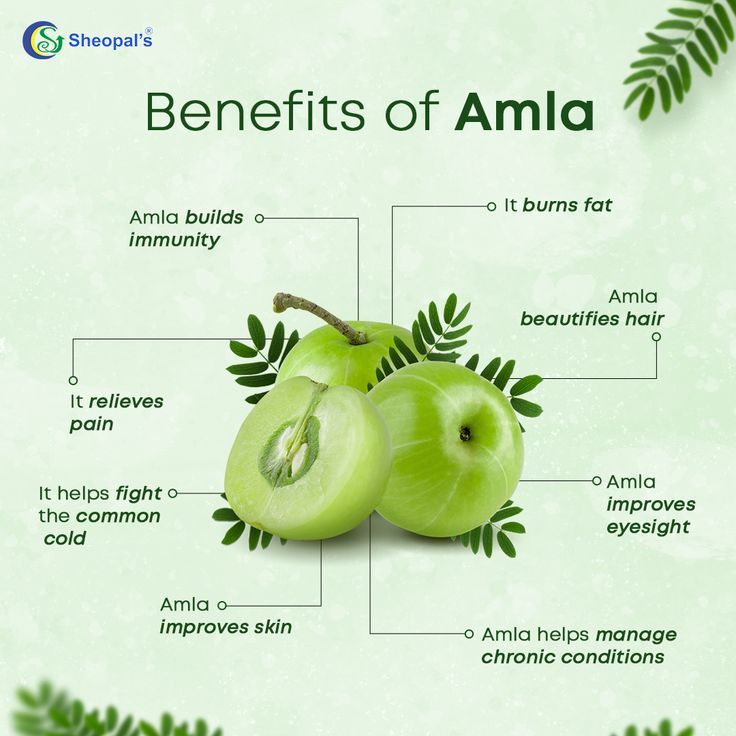 Sheopal's®
Benefits of Amla
Amla builds
immunity
It burns fat
Amla
beautifies hair
It relieves
pain
It helps fight
the common
cold
Amla
improves
eyesight
Amla
improves skin
Amla helps manage
chronic conditions